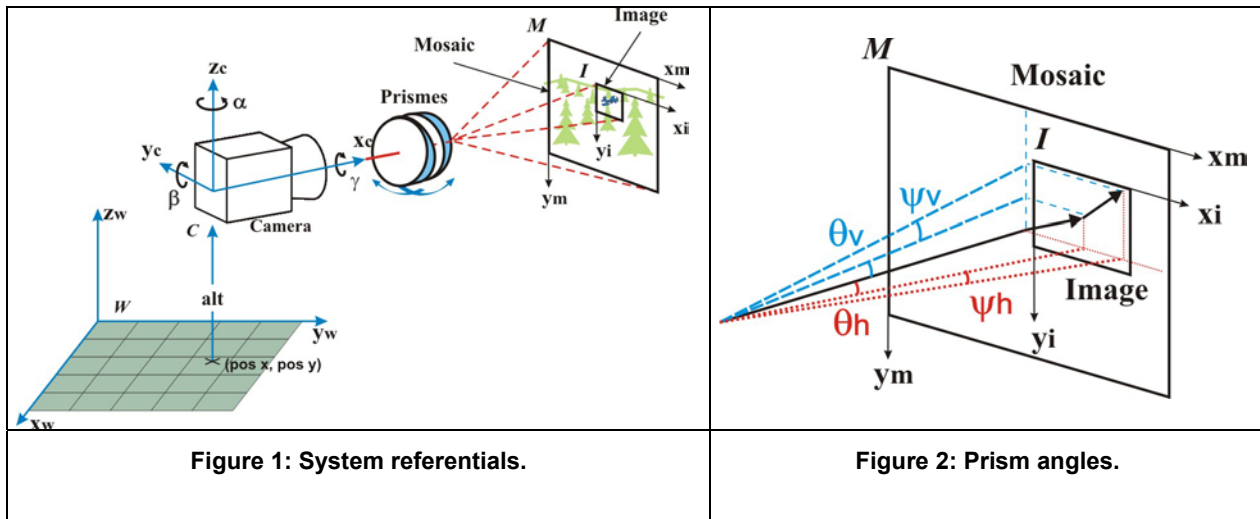 Image
M
Mosaic
I
xm
zc
α
Prismes
xc
xi
yc
yi
β
γ
ym
zw
C
Camera
alt
W
yw
(pos x, pos y)
xw
Figure 1: System referentials.
M
Mosaic
xm
I
ψv
xi
θv
Image
ψh
θh
yi
ym
Figure 2: Prism angles.